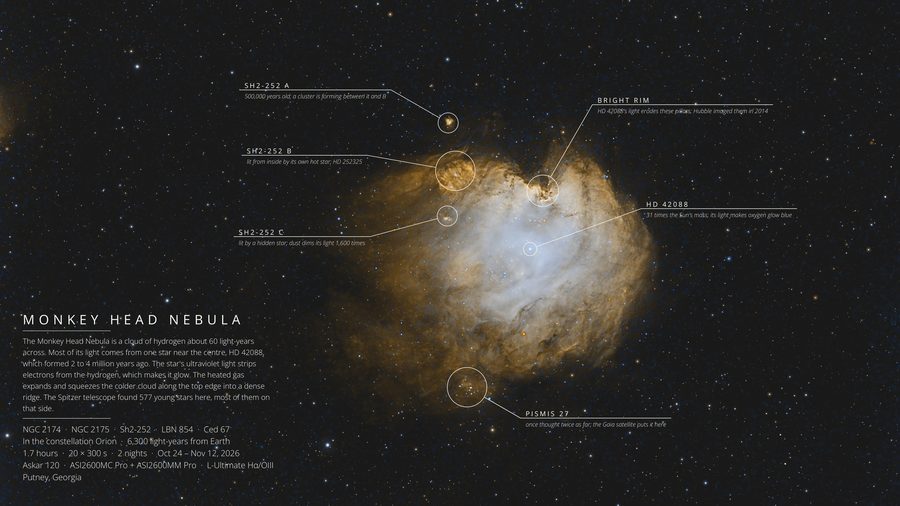 SH2-252 A
500,000 years old; a cluster is forming between it and B
BRIGHT RIM
HD 42088's light erodes these pillars; Hubble imaged them in 2014
SH2-252 B
lit from inside by its own hot star; HD 252325
HD 42088
31 times the Sun's mass; its light makes oxygen glow blue
SH2-252 C
lit by a hidden star; dust dims its light 1,600 times
MONKEY HEAD NEBULA
The Monkey Head Nebula is a cloud of hydrogen about 60 light-years
across. Most of its light comes from one star near the centre, HD 42088,
which formed 2 to 4 million years ago. The star's ultraviolet light strips
electrons from the hydrogen, which makes it glow. The heated gas
expands and squeezes the colder cloud along the top edge into a dense
ridge. The Spitzer telescope found 577 young stars here, most of them on
that side.
PISMIS 27
once thought twice as far; the Gaia satellite puts it here
NGC 2174 · NGC 2175 · Sh2-252 · LBN 854 · Ced 67
In the constellation Orion · 6,300 light-years from Earth
1.7 hours · 20 × 300 s · 2 nights · Oct 24 – Nov 12, 2026
Askar 120 · ASI2600MC Pro + ASI2600MM Pro · L-Ultimate Hα/OIII
Putney, Georgia